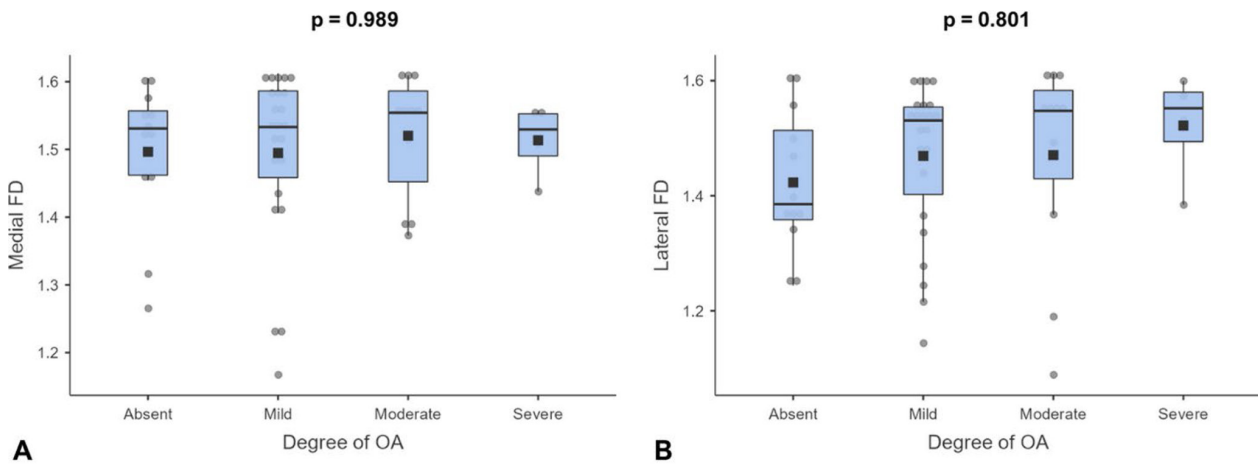 p = 0.989
1.6
1.5
1.4
1.3
1.2
Medial FD
Absent Mild Moderate Severe
Degree of OA
A
p = 0.801
1.6
1.4
1.2
Lateral FD
Absent Mild Moderate Severe
Degree of OA
B